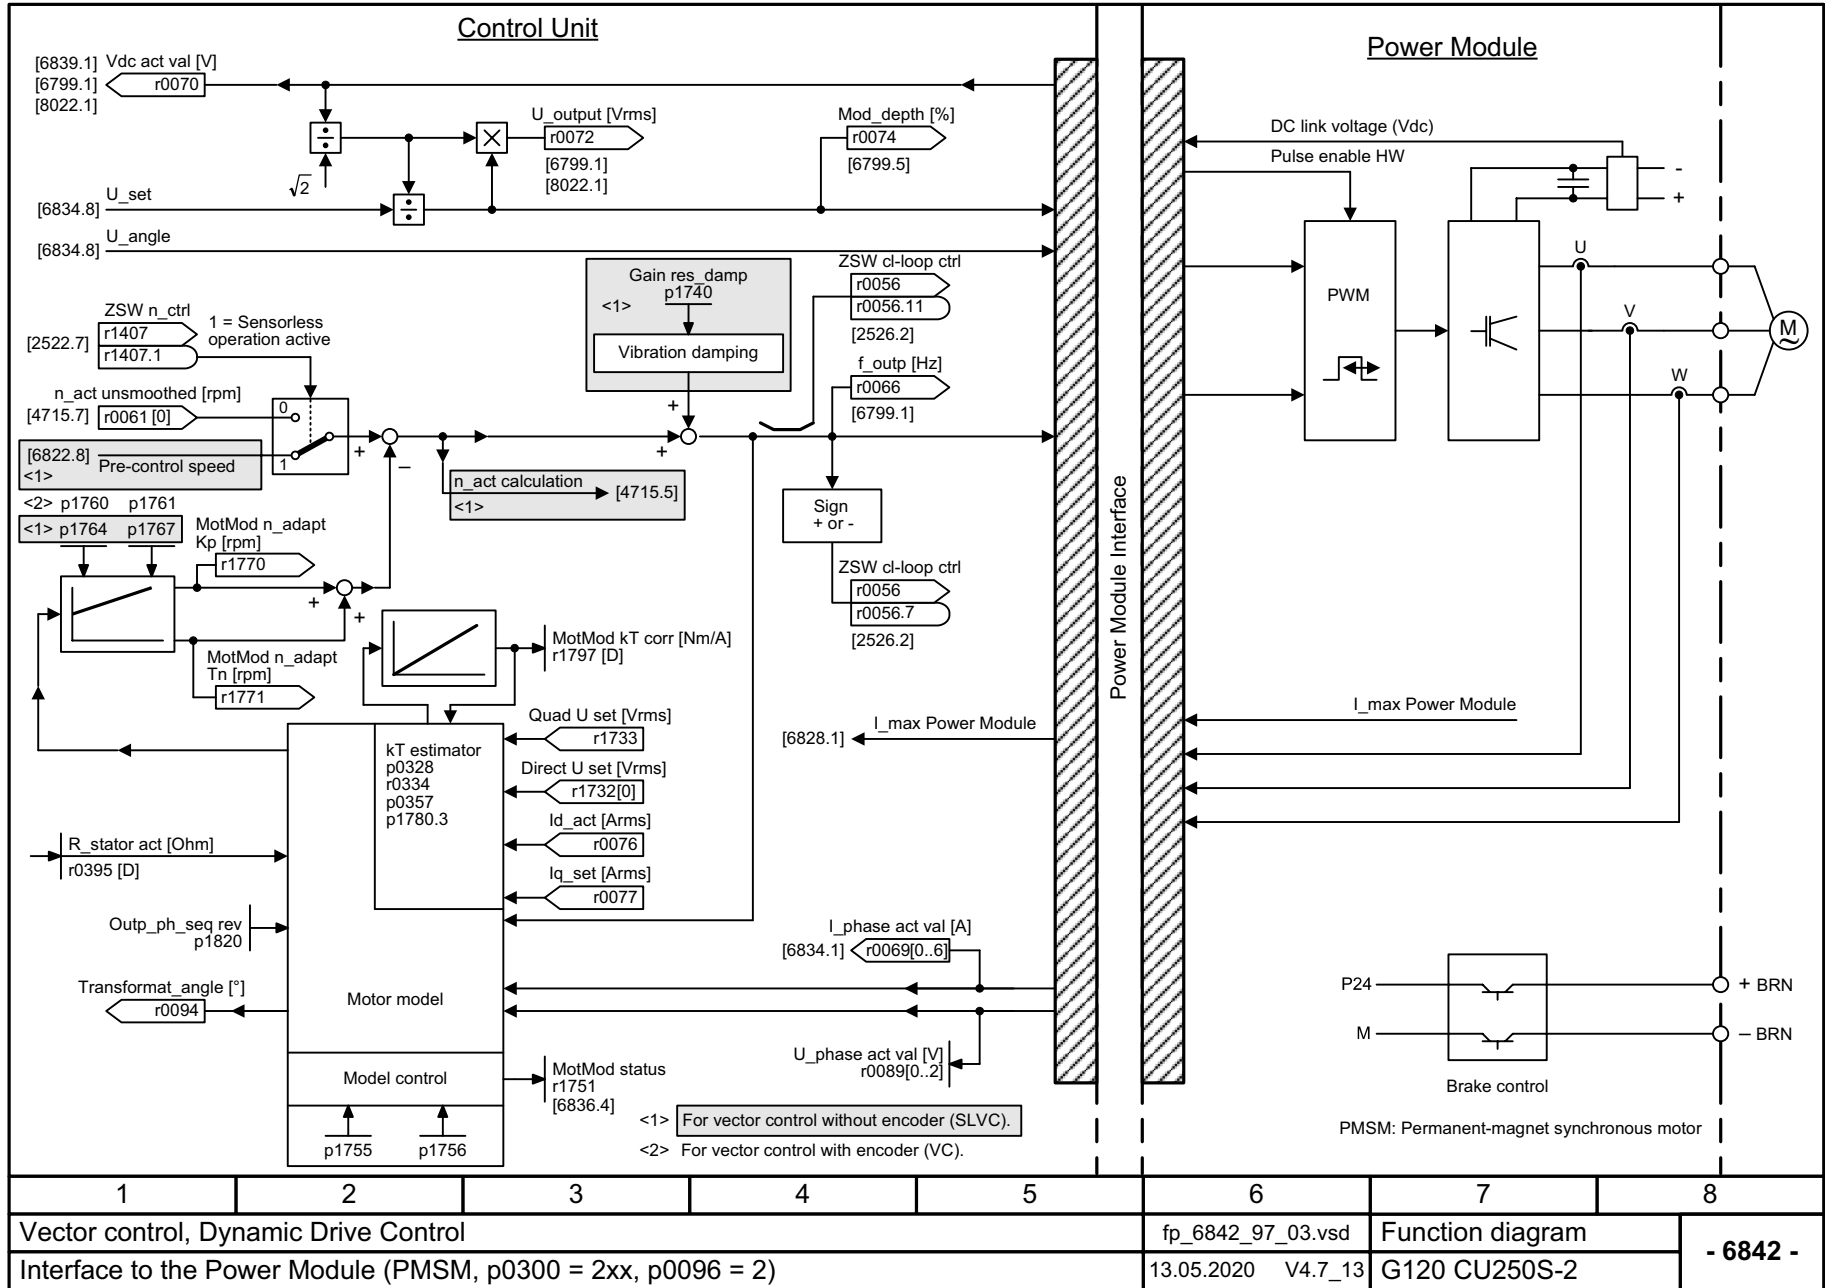 Control Unit
Power Module
[6839.1] Vdc act val [V]
[6799.1] r0070
[8022.1]
U_output [Vrms]
r0072
[6799.1]
[8022.1]
Mod_depth [%]
r0074
[6799.5]
÷
×
√2
÷
U_set
[6834.8]
U_angle
[6834.8]
DC link voltage (Vdc)
Pulse enable HW
-
+
PWM
U
V
W
M
~
Gain res_damp
p1740
<1>
Vibration damping
ZSW cl-loop ctrl
r0056
r0056.11
[2526.2]
f_outp [Hz]
r0066
[6799.1]
ZSW n_ctrl
r1407
[2522.7]
r1407.1
1 = Sensorless
operation active
n_act unsmoothed [rpm]
[4715.7] r0061 [0]
0
1
[6822.8] Pre-control speed
<1>
+
–
+
+
n_act calculation
[4715.5]
<1>
Sign
+ or -
ZSW cl-loop ctrl
r0056
r0056.7
[2526.2]
<2> p1760 p1761
<1> p1764 p1767
MotMod n_adapt
Kp [rpm]
r1770
+
+
MotMod n_adapt
Tn [rpm]
r1771
MotMod kT corr [Nm/A]
r1797 [D]
Power Module Interface
kT estimator
p0328
r0334
p0357
p1780.3
Quad U set [Vrms]
r1733
Direct U set [Vrms]
r1732[0]
Id_act [Arms]
r0076
Iq_set [Arms]
r0077
I_max Power Module
[6828.1]
I_max Power Module
R_stator act [Ohm]
r0395 [D]
Outp_ph_seq rev
p1820
Transformat_angle [°]
r0094
Motor model
I_phase act val [A]
[6834.1] r0069[0..6]
U_phase act val [V]
r0089[0..2]
Model control
MotMod status
r1751
[6836.4]
p1755 p1756
P24
+ BRN
M
– BRN
Brake control
<1> For vector control without encoder (SLVC).
<2> For vector control with encoder (VC).
PMSM: Permanent-magnet synchronous motor
1 2 3 4 5 6 7 8
Vector control, Dynamic Drive Control
fp_6842_97_03.vsd
Function diagram
- 6842 -
Interface to the Power Module (PMSM, p0300 = 2xx, p0096 = 2)
13.05.2020 V4.7_13
G120 CU250S-2